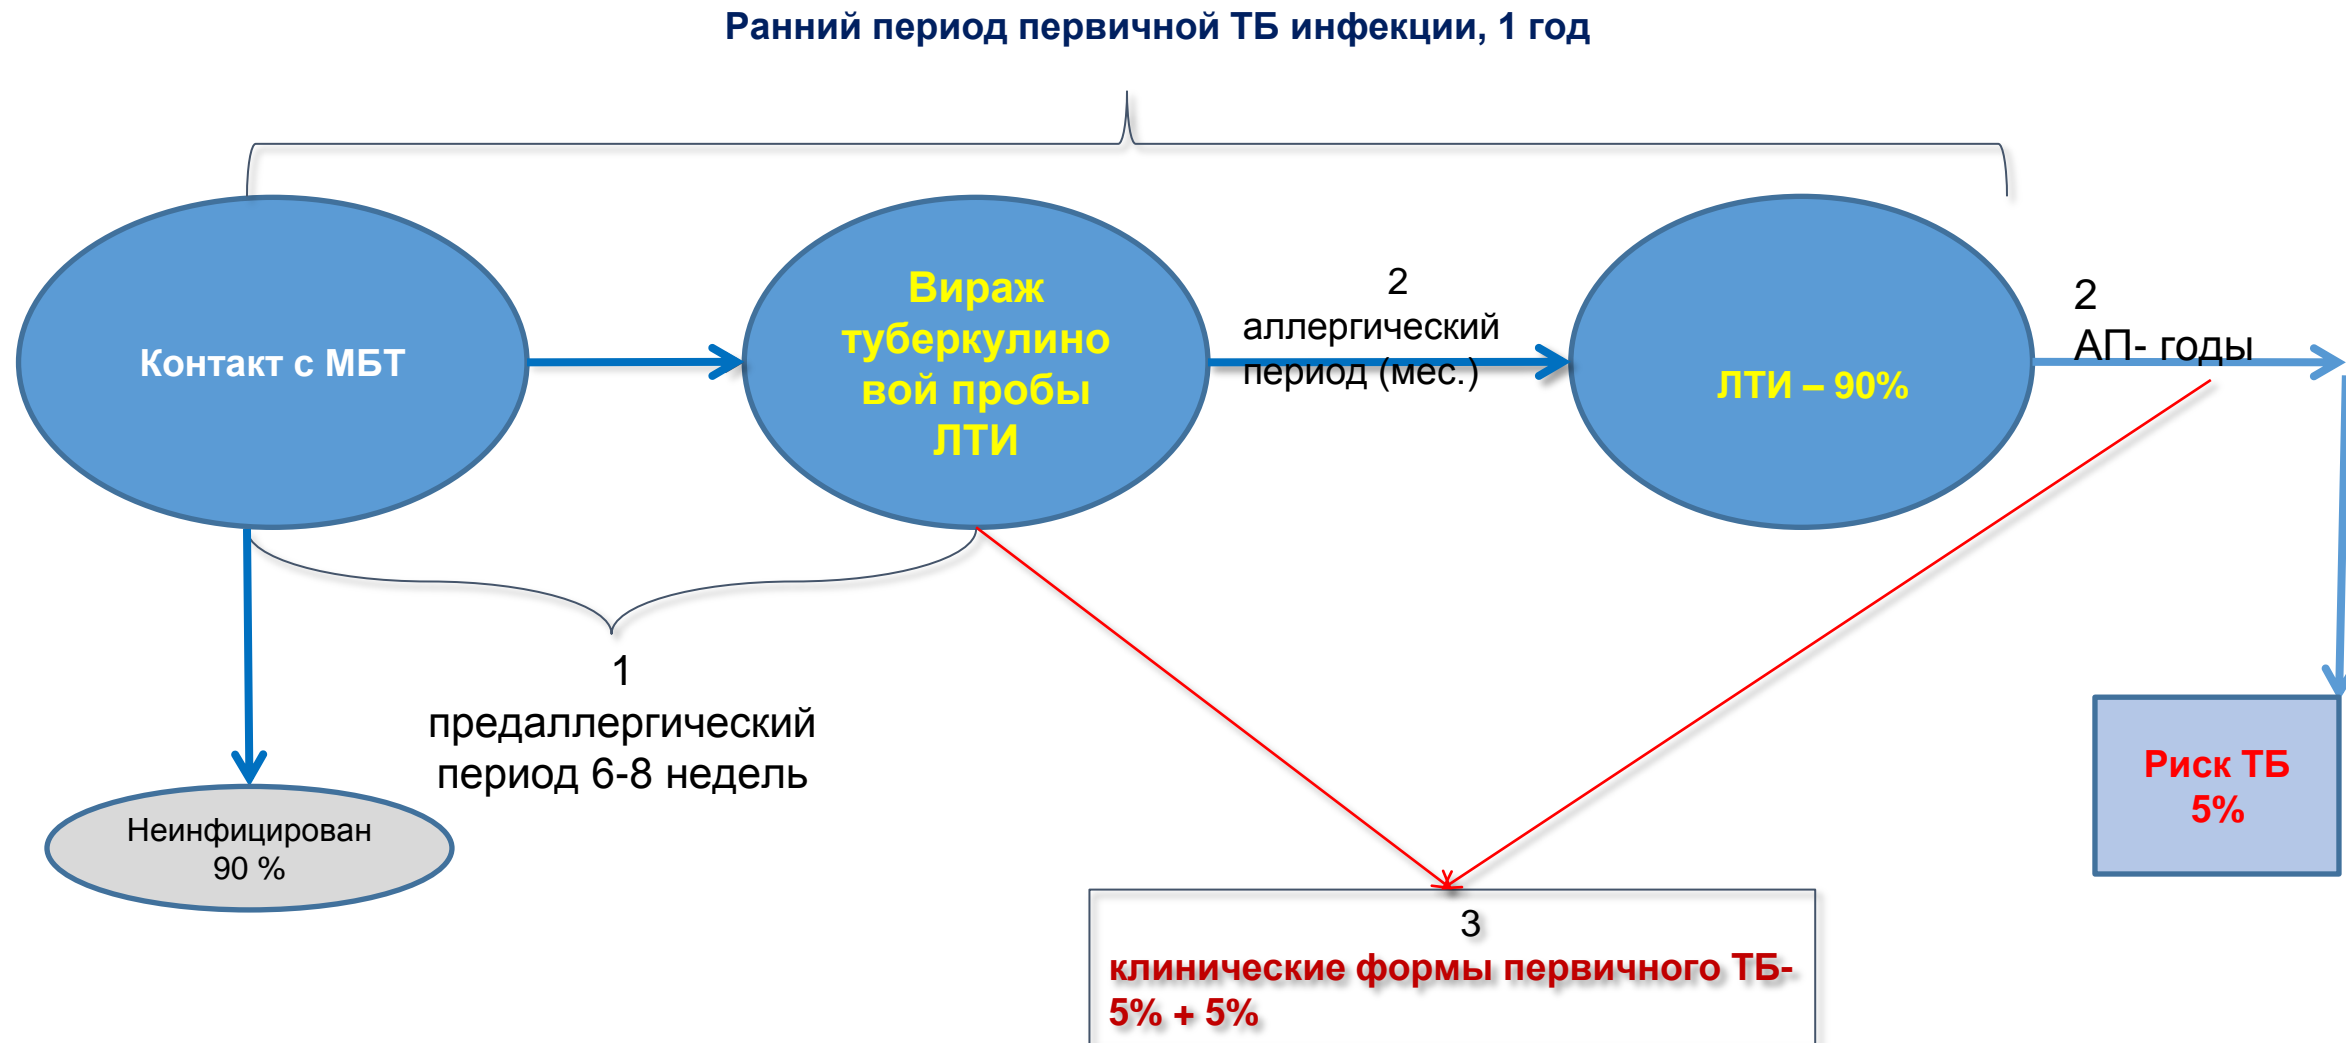 Ранний период первичной ТБ инфекции, 1 год
Контакт с МБТ
Вираж
туберкулино
вой пробы
ЛТИ
2
аллергический
период (мес.)
ЛТИ – 90%
2
АП- годы
1
предаллергический
период 6-8 недель
Неинфицирован
90 %
Риск ТБ
5%
3
клинические формы первичного ТБ-
5% + 5%